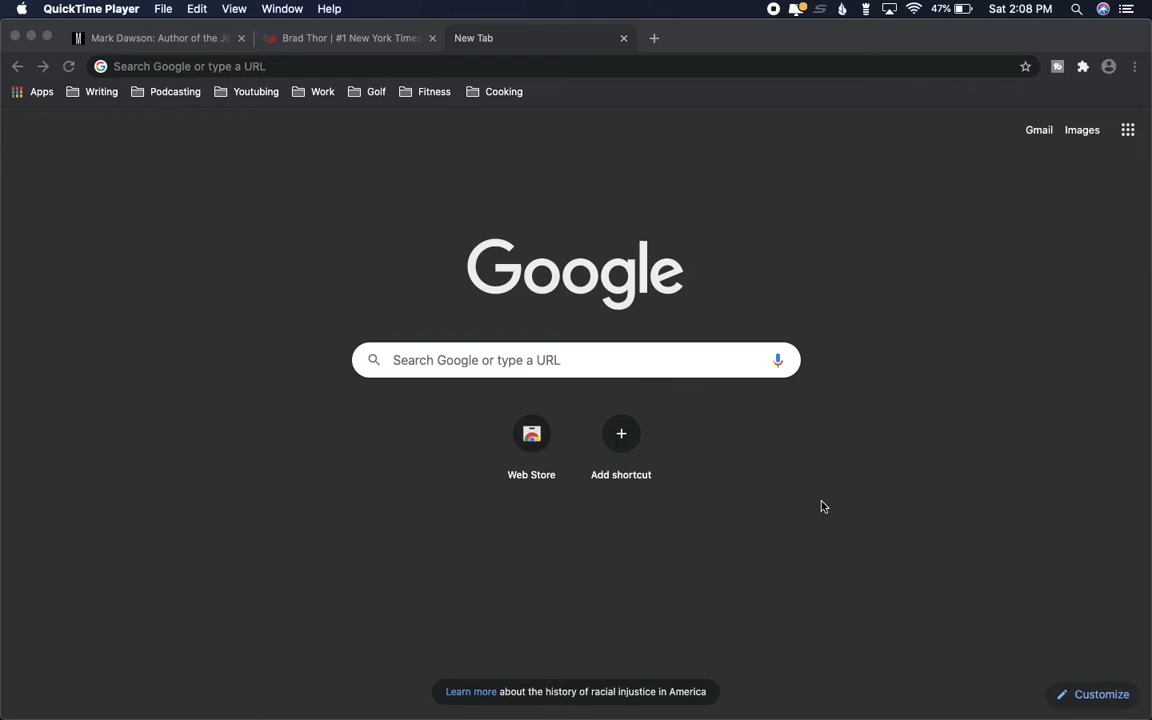 QuickTime Player File Edit View Window Help 47% Sat 2:08 PM
Mark Dawson: Author of the Jo Brad Thor | #1 New York Times New Tab
Search Google or type a URL
Apps Writing Podcasting Youtubing Work Golf Fitness Cooking
Gmail Images
Google
Search Google or type a URL
Web Store Add shortcut
Learn more about the history of racial injustice in America
Customize